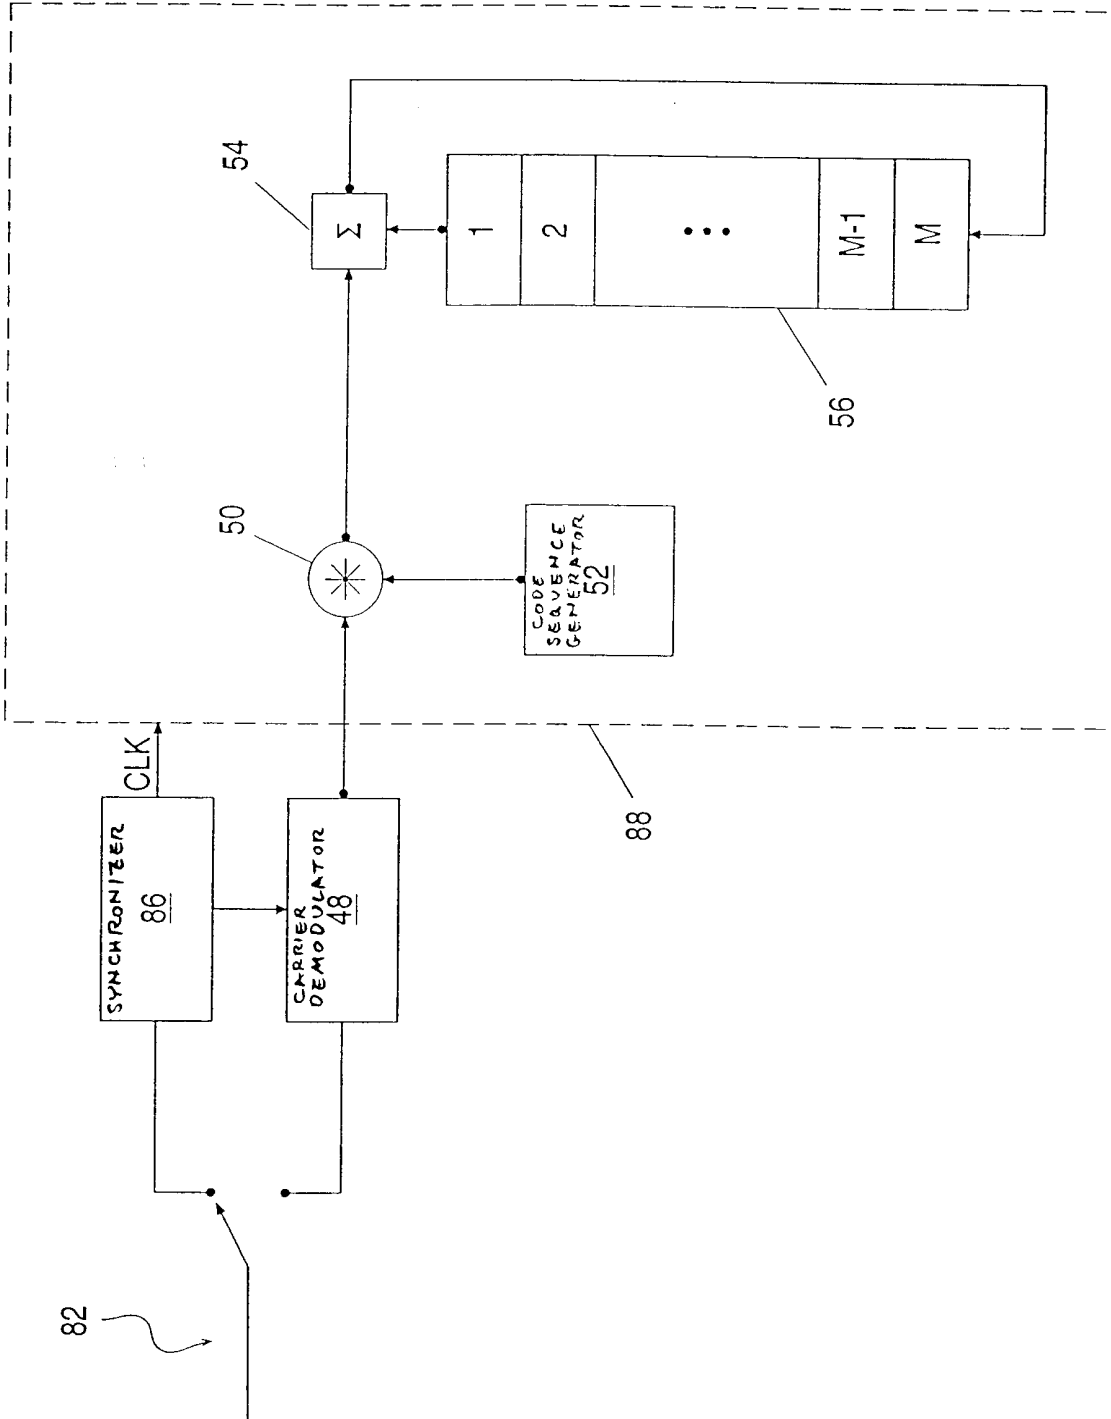 82
SYNCHRONIZER
86
CLK
CARRIER
DEMODULATOR
48
88
50
CODE
SEQUENCE
GENERATOR
52
54
Σ
1
2
•••
M-1
M
56